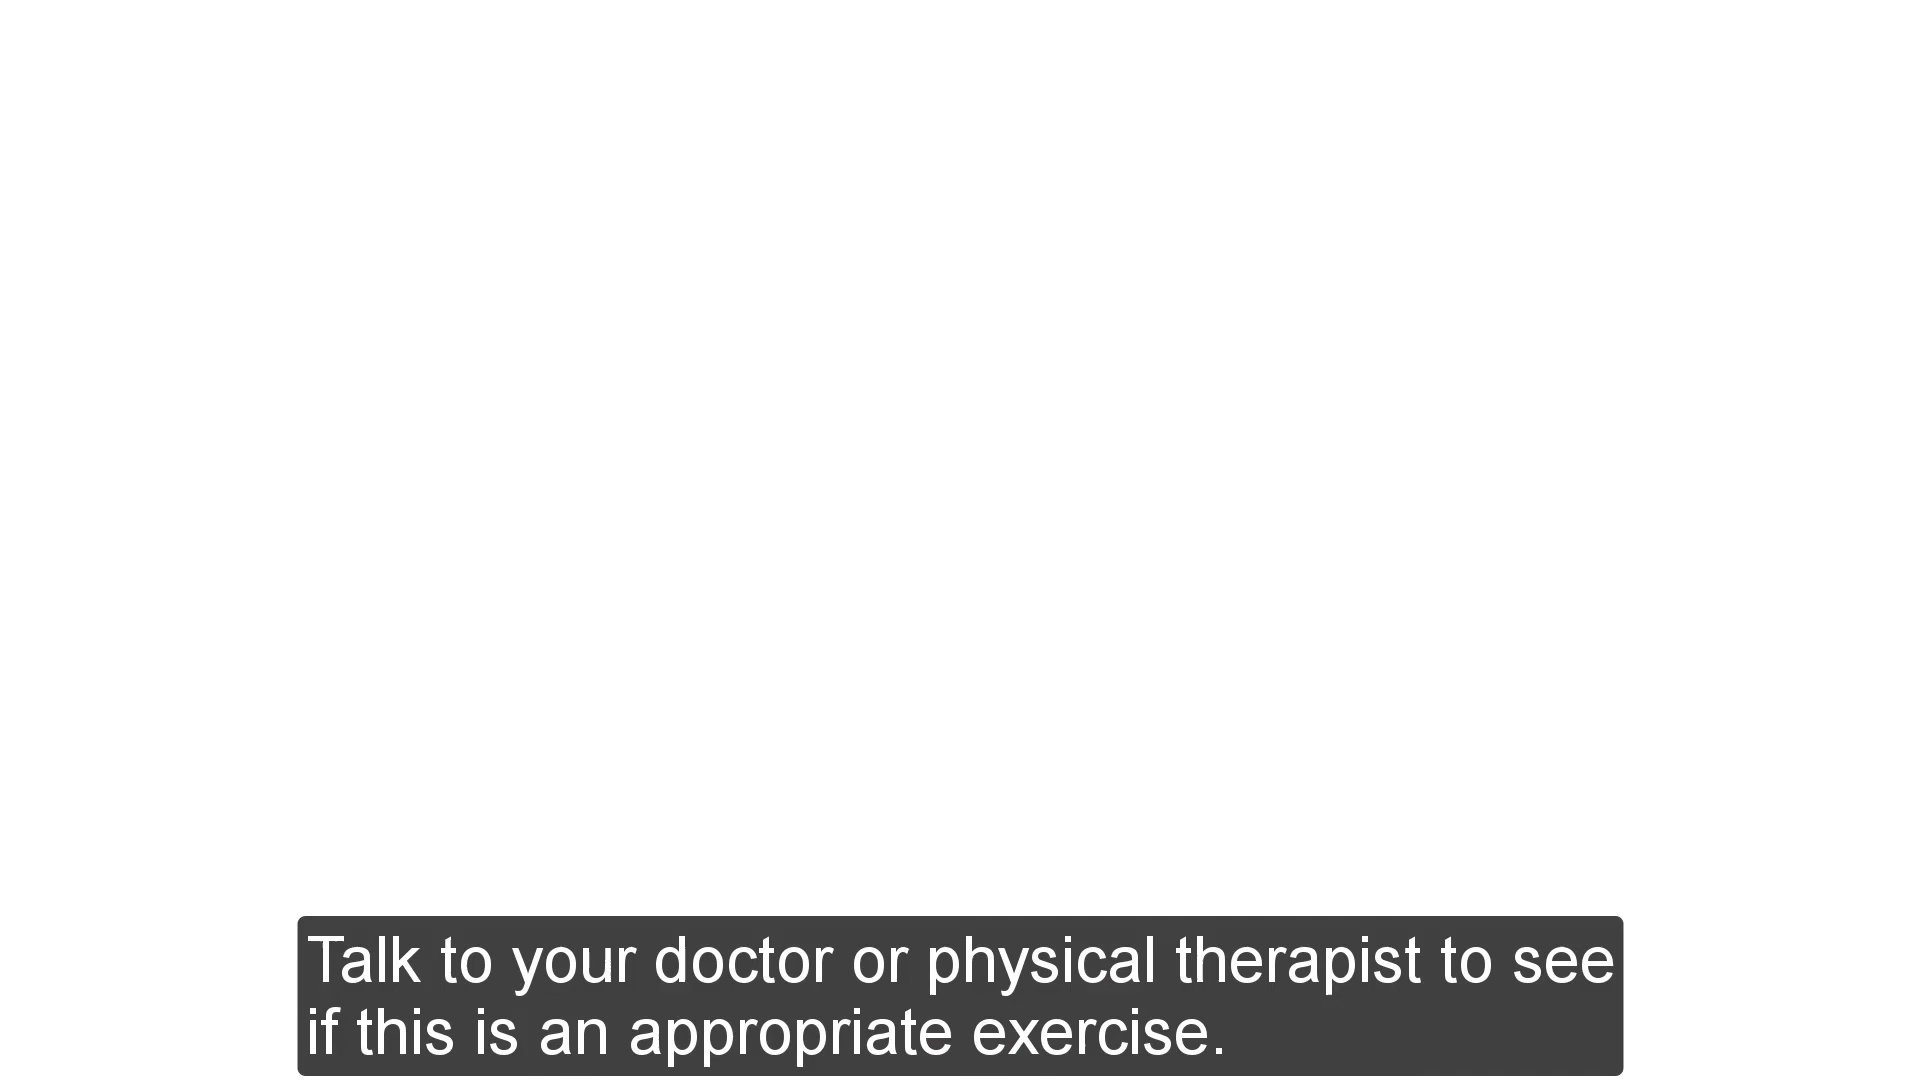 Talk to your doctor or physical therapist to see
if this is an appropriate exercise.